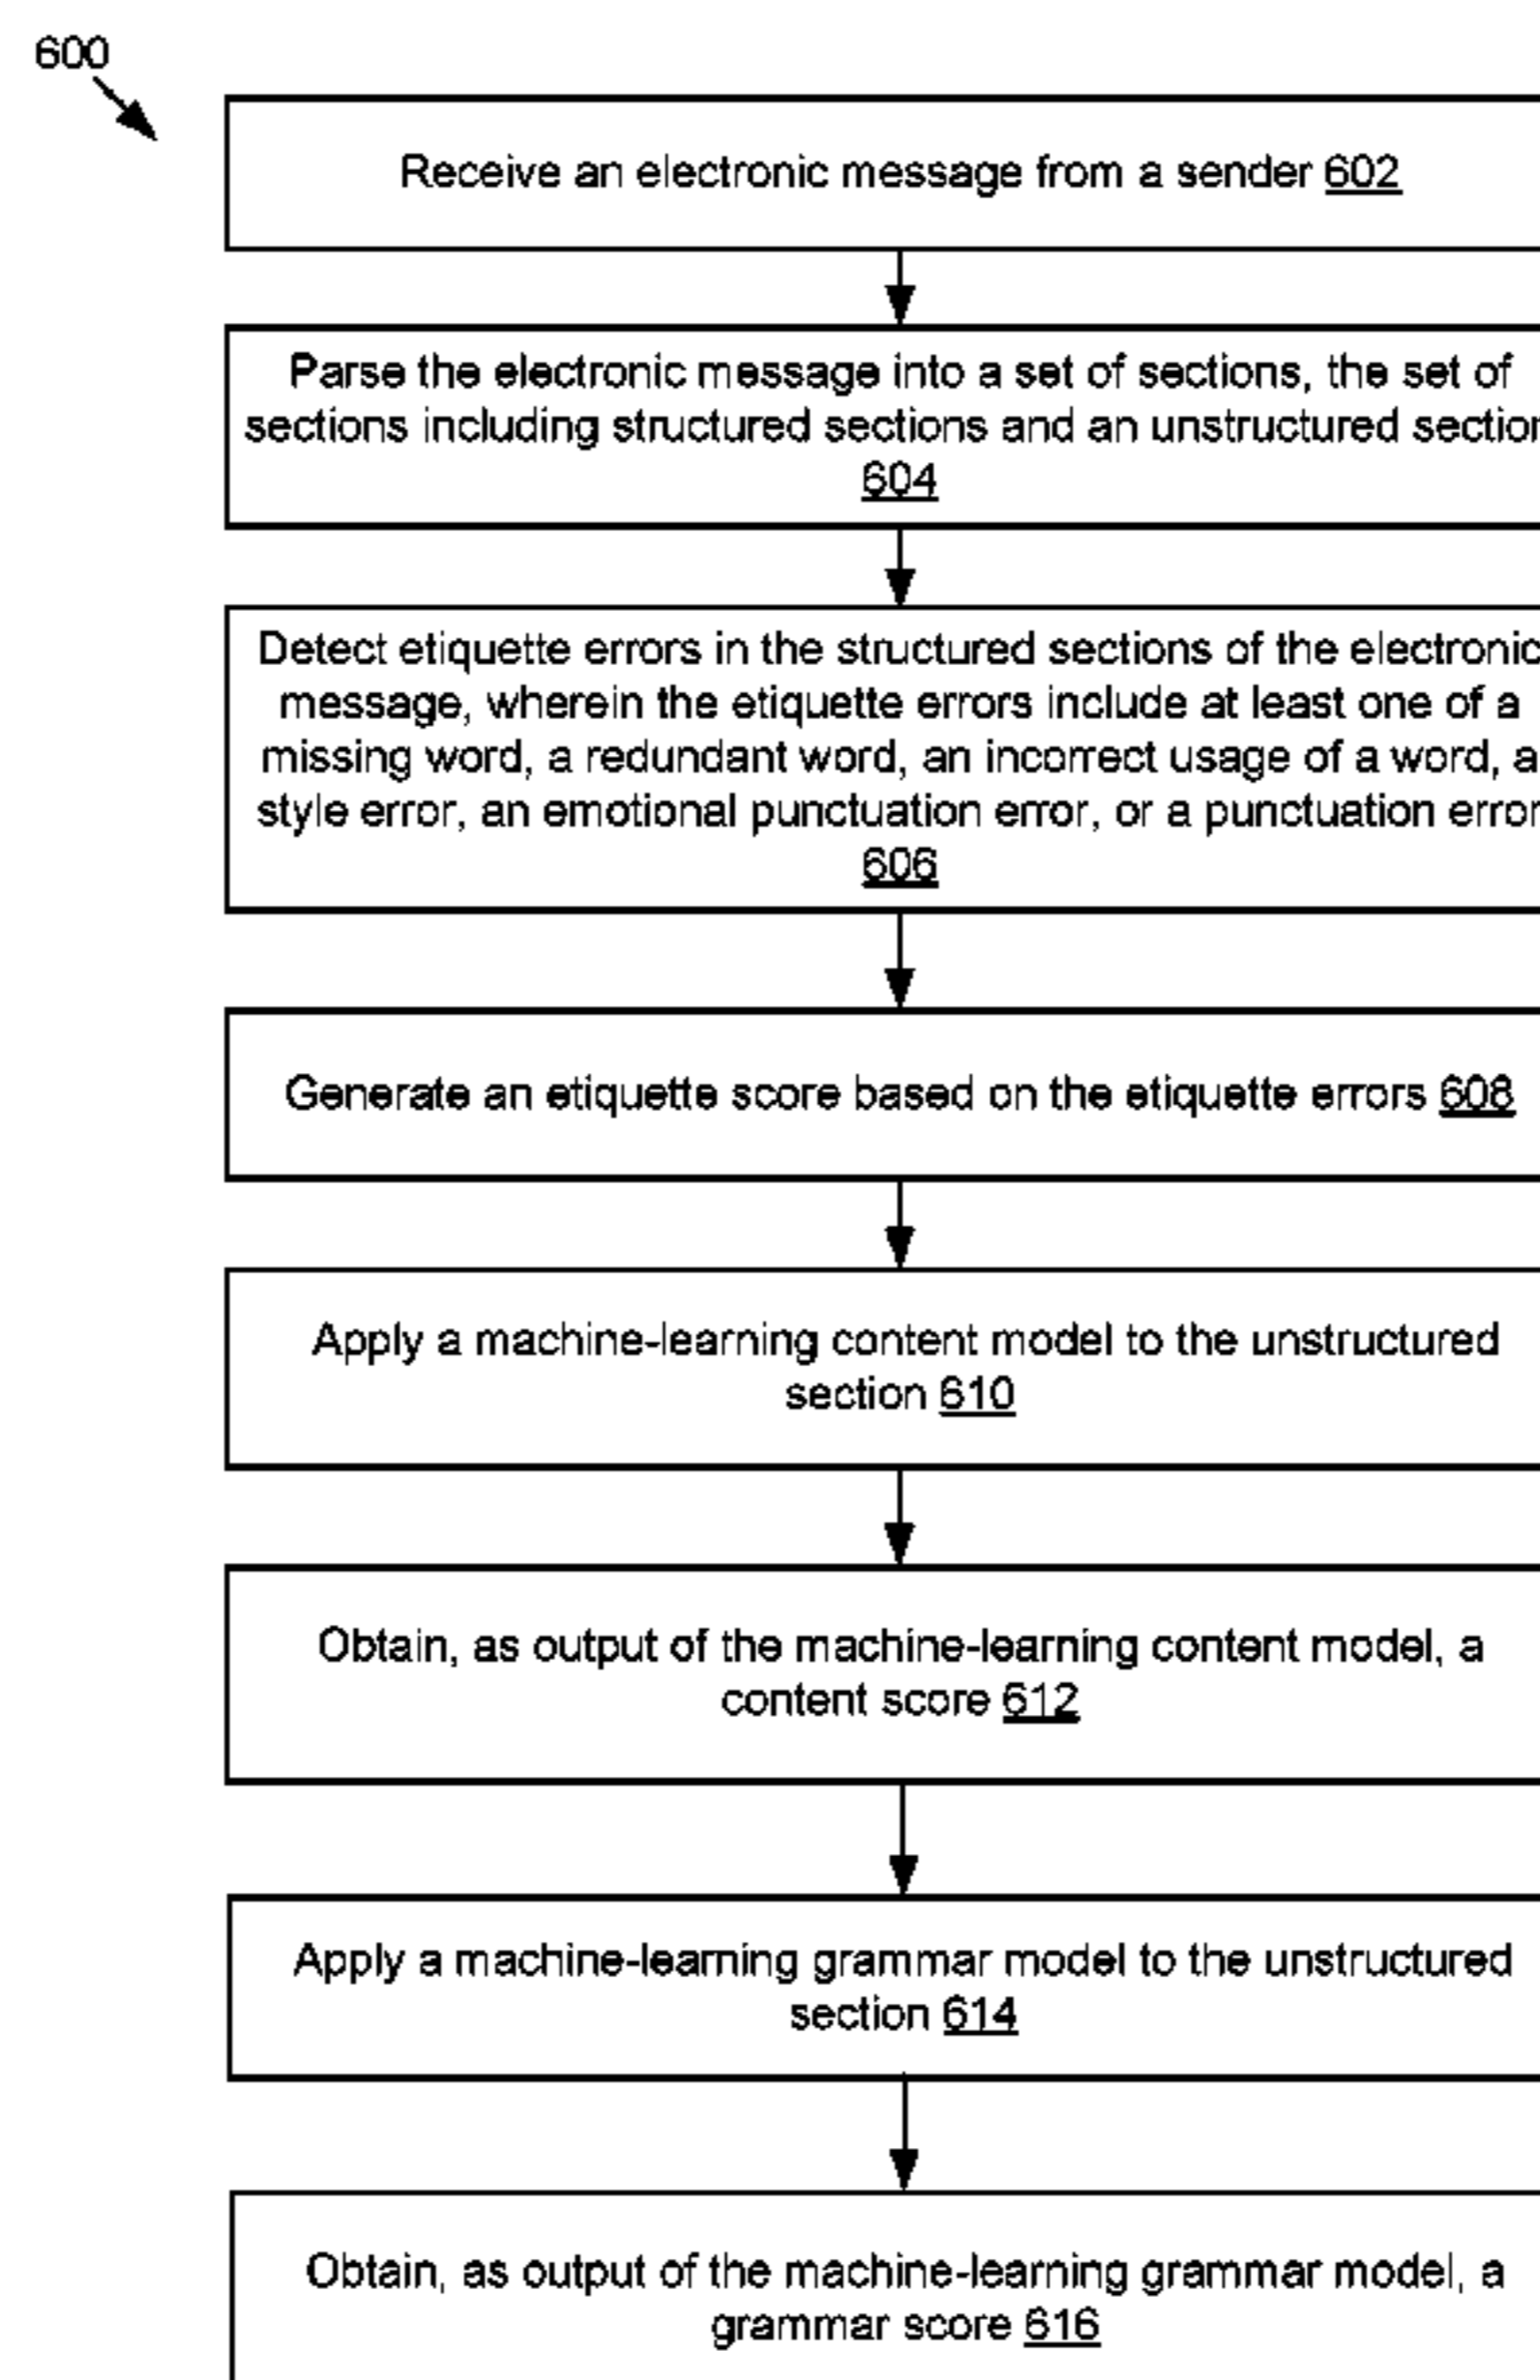 600
Receive an electronic message from a sender 602
Parse the electronic message into a set of sections, the set of
sections including structured sections and an unstructured section
604
Detect etiquette errors in the structured sections of the electronic
message, wherein the etiquette errors include at least one of a
missing word, a redundant word, an incorrect usage of a word, a
style error, an emotional punctuation error, or a punctuation error
606
Generate an etiquette score based on the etiquette errors 608
Apply a machine-learning content model to the unstructured
section 610
Obtain, as output of the machine-learning content model, a
content score 612
Apply a machine-learning grammar model to the unstructured
section 614
Obtain, as output of the machine-learning grammar model, a
grammar score 616